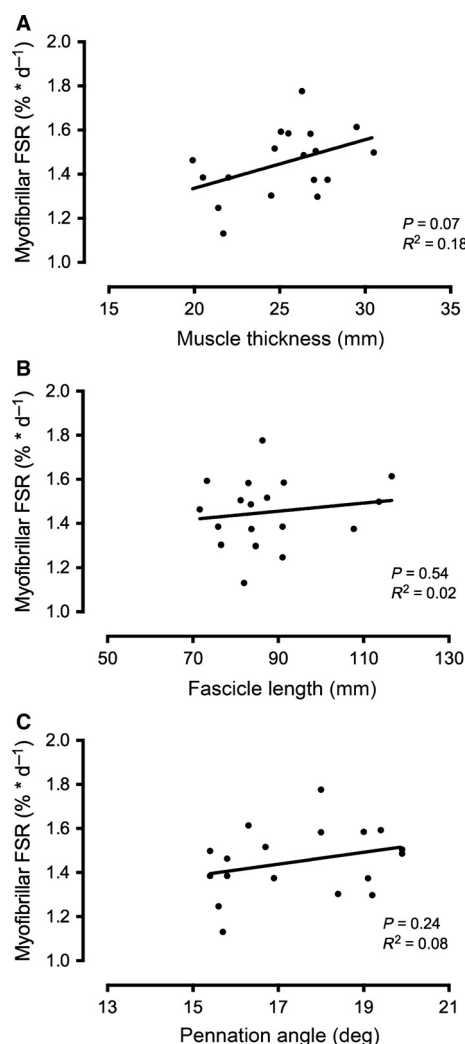 A
Myofibrillar FSR (% * d–1)
2.0
1.8
1.6
1.4
1.2
1.0
P = 0.07
R2 = 0.18
15 20 25 30 35
Muscle thickness (mm)
B
Myofibrillar FSR (% * d–1)
2.0
1.8
1.6
1.4
1.2
1.0
P = 0.54
R2 = 0.02
50 70 90 110 130
Fascicle length (mm)
C
Myofibrillar FSR (% * d–1)
2.0
1.8
1.6
1.4
1.2
1.0
P = 0.24
R2 = 0.08
13 15 17 19 21
Pennation angle (deg)